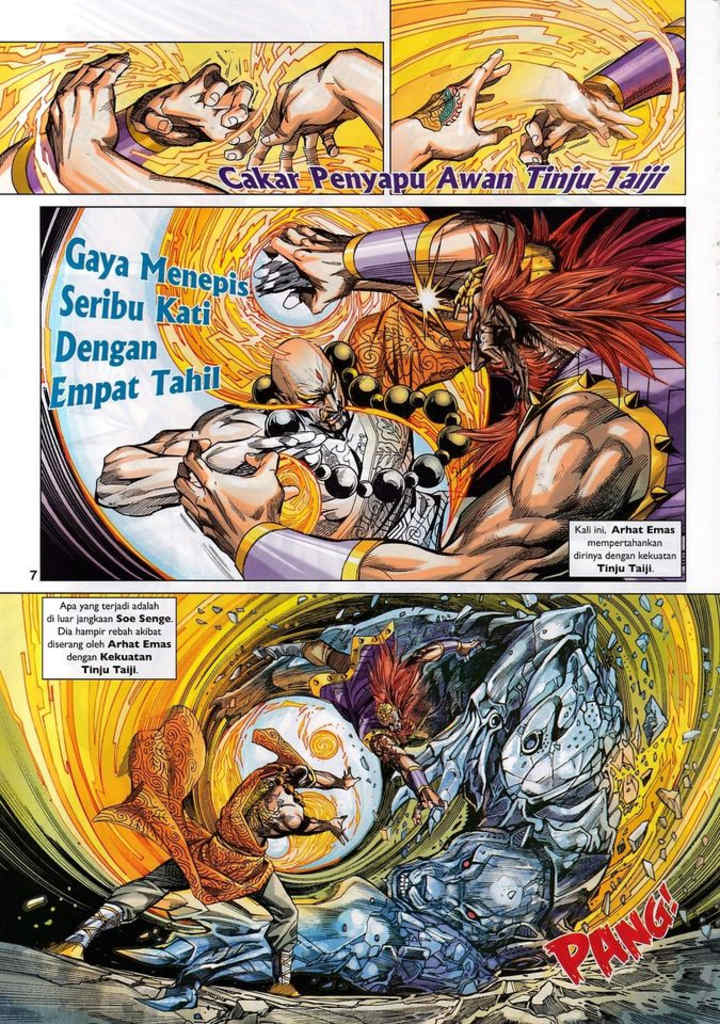 Cakar Penyapu Awan Tinju Taiji
Gaya Menepis
Seribu Kati
Dengan
Empat Tahil
Kali ini, Arhat Emas
mempertahankan
dirinya dengan kekuatan
Tinju Taiji.
7
Apa yang terjadi adalah
di luar jangkaan Soe Senge.
Dia hampir rebah akibat
diserang oleh Arhat Emas
dengan Kekuatan
Tinju Taiji.
PANG!